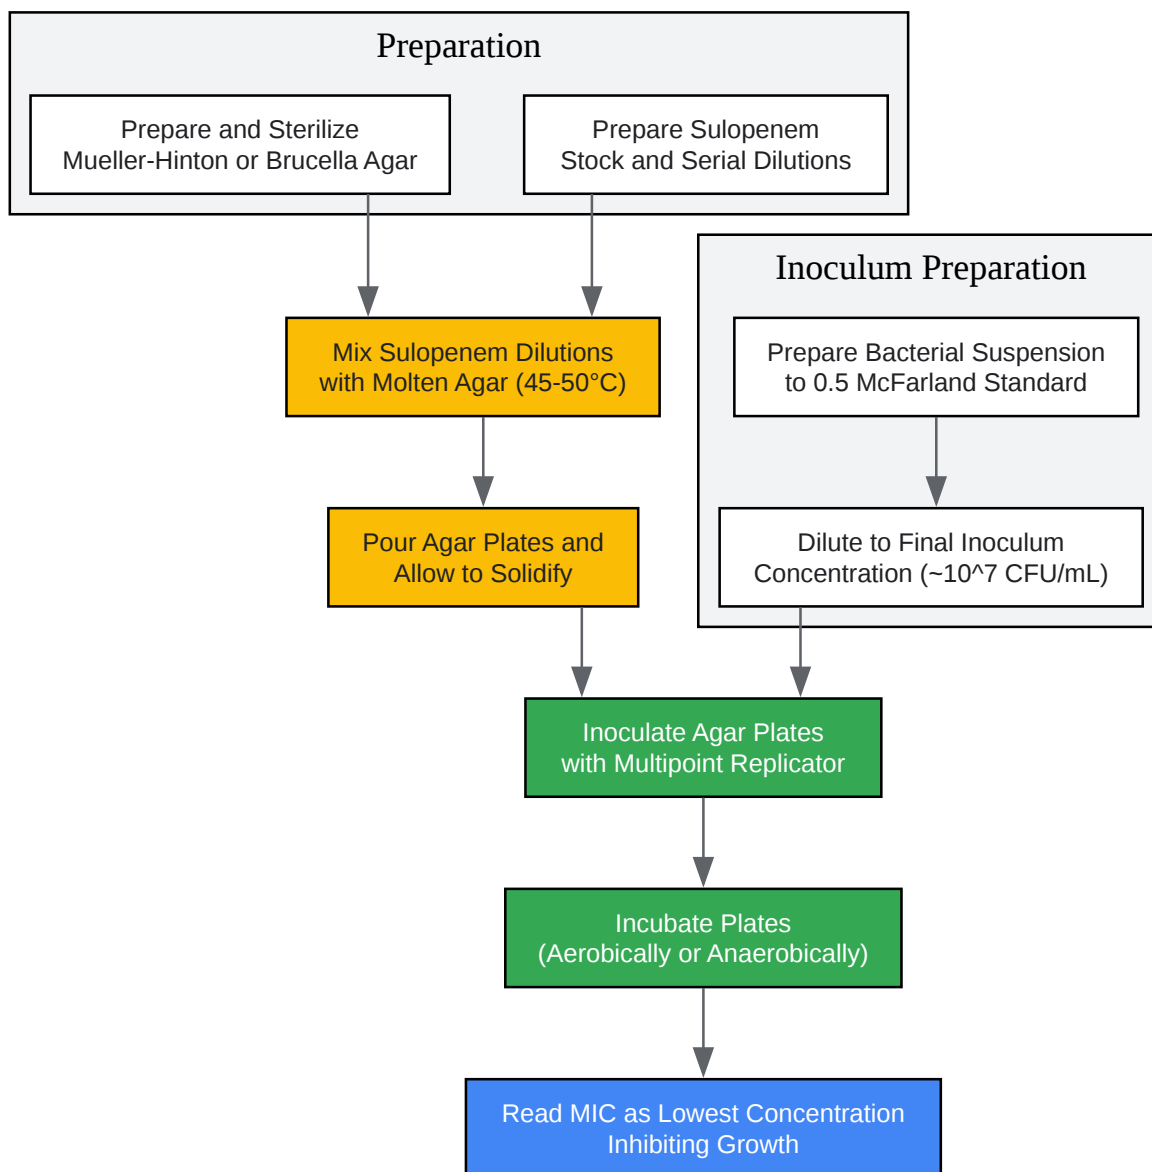 Preparation
Prepare and Sterilize
Mueller-Hinton or Brucella Agar
Prepare Sulopenem
Stock and Serial Dilutions
Inoculum Preparation
Mix Sulopenem Dilutions
with Molten Agar (45-50°C)
Prepare Bacterial Suspension
to 0.5 McFarland Standard
Pour Agar Plates and
Allow to Solidify
Dilute to Final Inoculum
Concentration (~10^7 CFU/mL)
Inoculate Agar Plates
with Multipoint Replicator
Incubate Plates
(Aerobically or Anaerobically)
Read MIC as Lowest Concentration
Inhibiting Growth